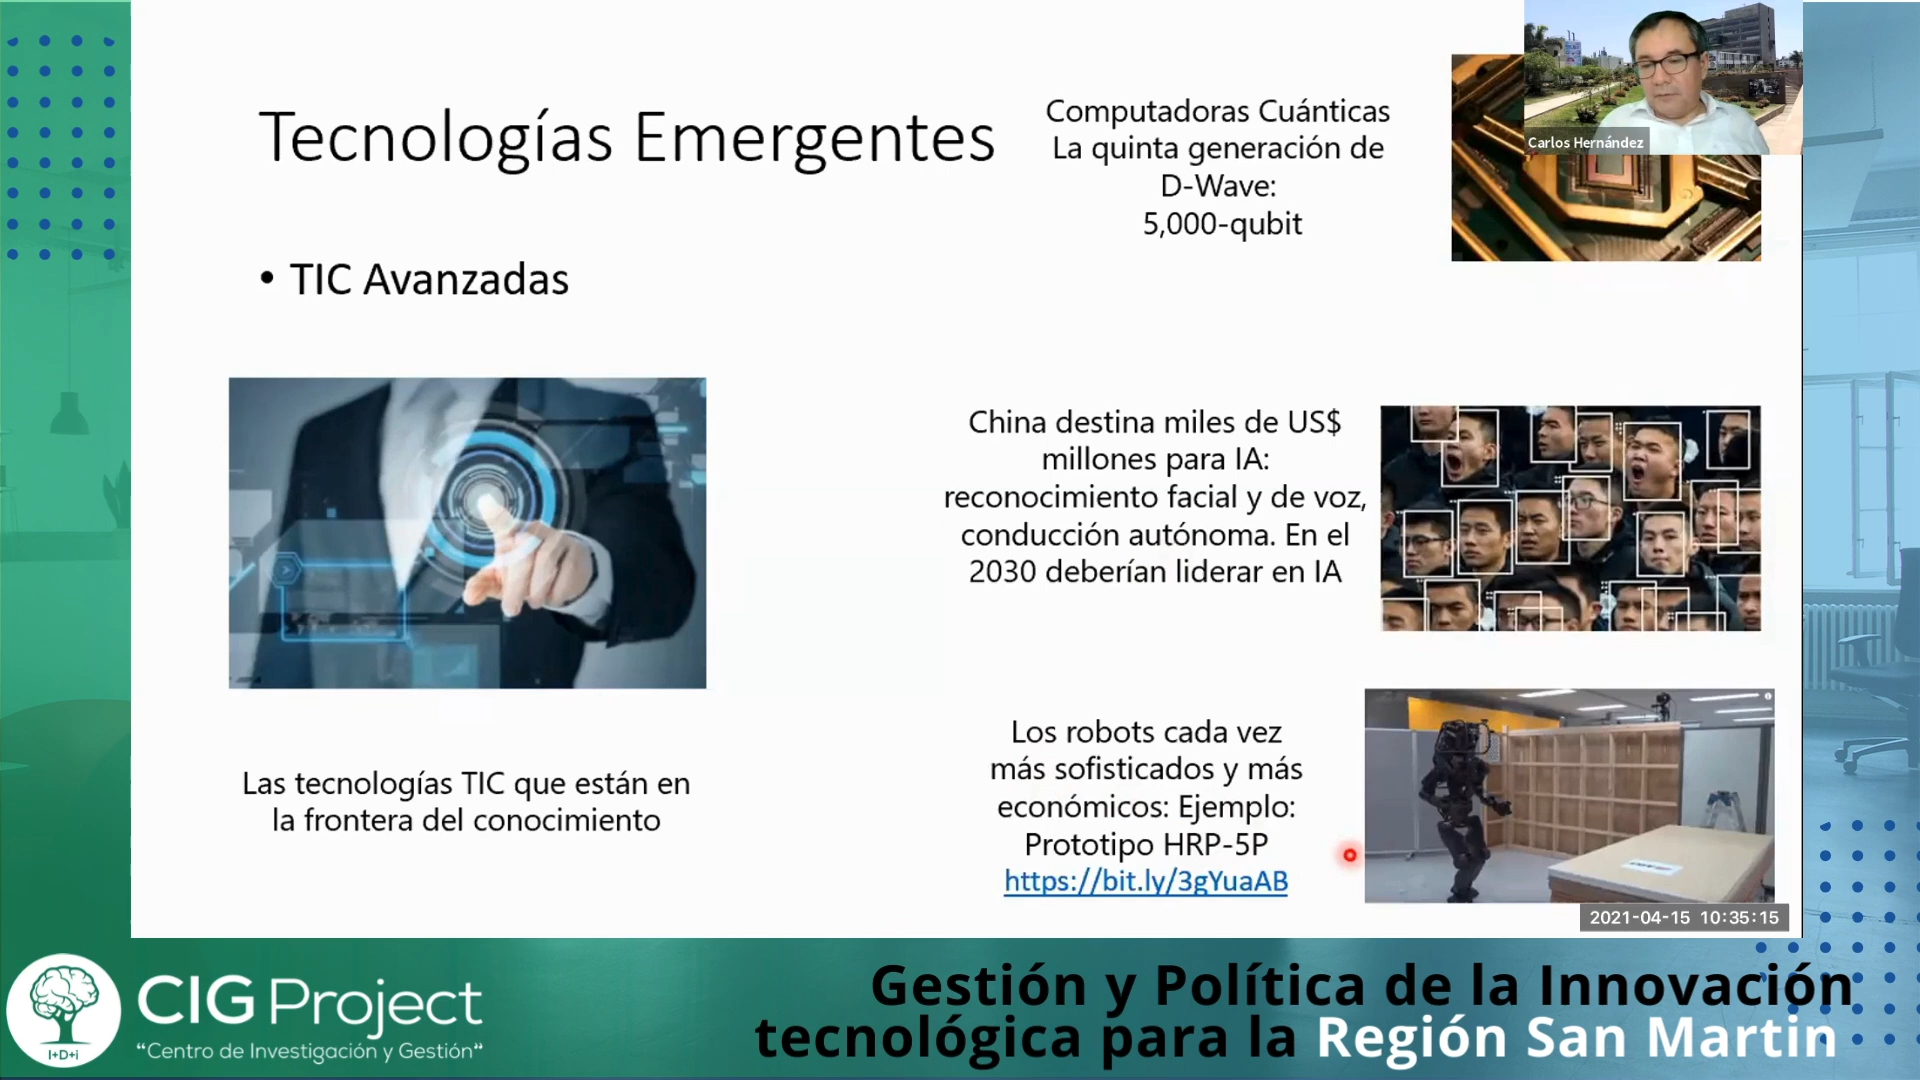 Tecnologías Emergentes
• TIC Avanzadas
Las tecnologías TIC que están en
la frontera del conocimiento
Computadoras Cuánticas
La quinta generación de
D-Wave:
5,000-qubit
Carlos Hernández
China destina miles de US$
millones para IA:
reconocimiento facial y de voz,
conducción autónoma. En el
2030 deberían liderar en IA
Los robots cada vez
más sofisticados y más
económicos: Ejemplo:
Prototipo HRP-5P
https://bit.ly/3gYuaAB
2021-04-15 10:35:15
I+D+i
CIG Project
“Centro de Investigación y Gestión”
Gestión y Política de la Innovación
tecnológica para la Región San Martin